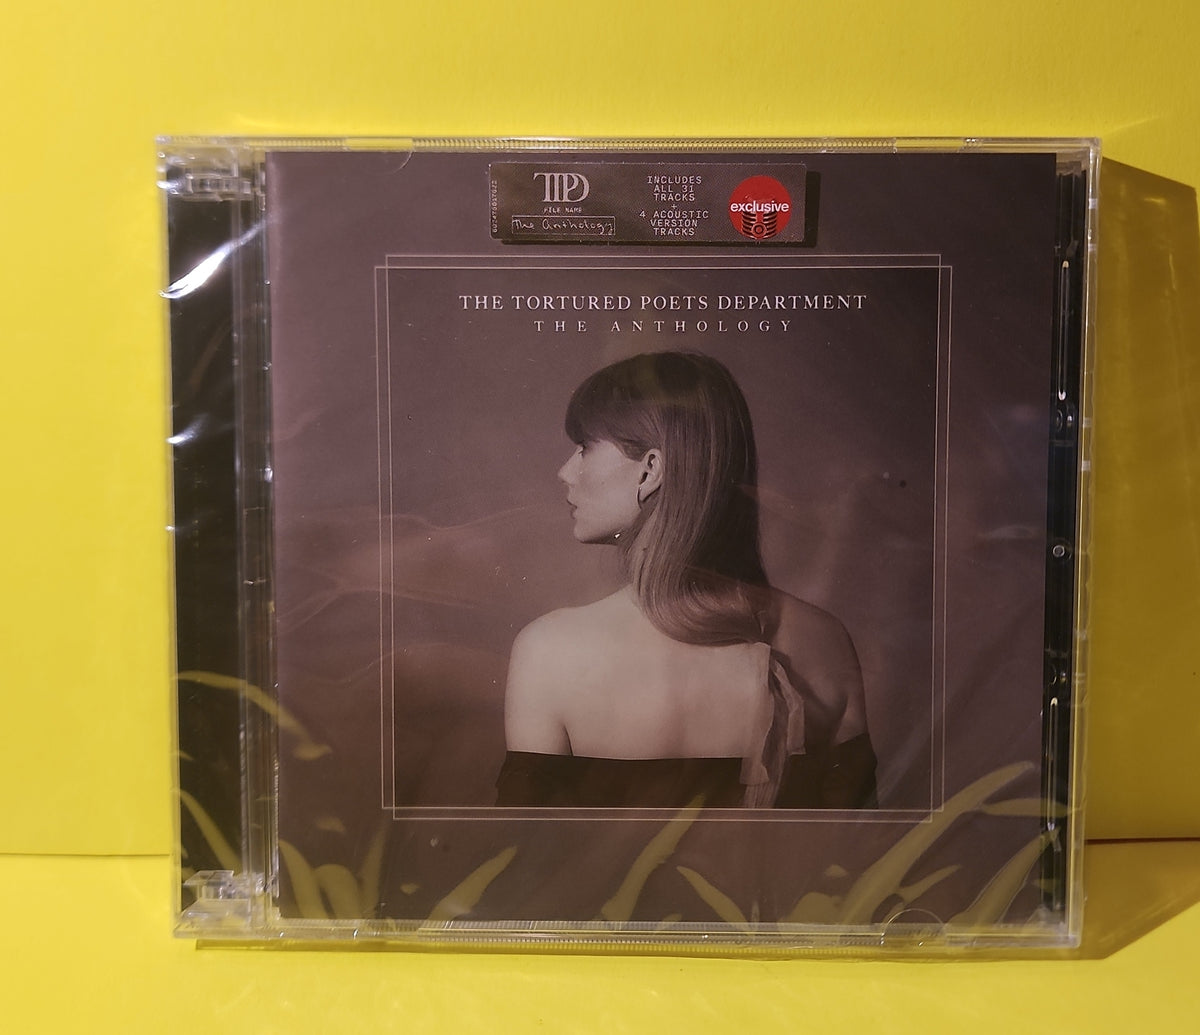 TTPD
FILE NAME
The Anthology
INCLUDES
ALL 31
TRACKS
+
4 ACOUSTIC
VERSION
TRACKS
exclusive
THE TORTURED POETS DEPARTMENT
THE ANTHOLOGY